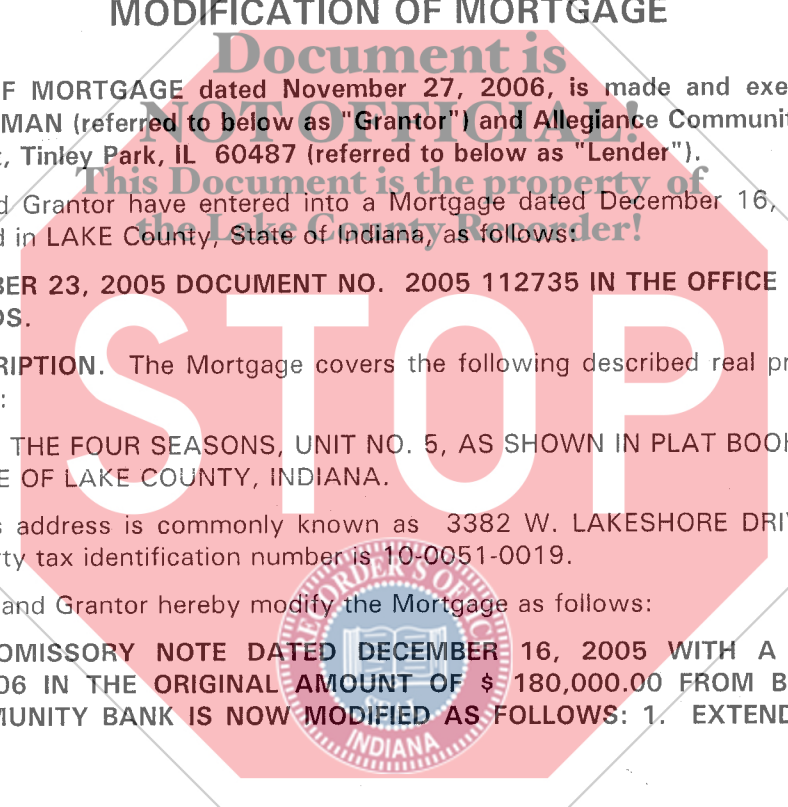 MODIFICATION OF MORTGAGE
Document is
F MORTGAGE dated November 27, 2006, is made and exe
NOT OFFICIAL!
MAN (referred to below as "Grantor") and Allegiance Communi
, Tinley Park, IL 60487 (referred to below as "Lender").
This Document is the property of
d Grantor have entered into a Mortgage dated December 16,
the Lake County Recorder!
d in LAKE County, State of Indiana, as follows:
BER 23, 2005 DOCUMENT NO. 2005 112735 IN THE OFFICE
DS.
STOP
RIPTION. The Mortgage covers the following described real pr
:
THE FOUR SEASONS, UNIT NO. 5, AS SHOWN IN PLAT BOOK
E OF LAKE COUNTY, INDIANA.
s address is commonly known as 3382 W. LAKESHORE DRIV
rty tax identification number is 10-0051-0019.
and Grantor hereby modify the Mortgage as follows:
RECORDER'S OFFICE
OMISSORY NOTE DATED DECEMBER 16, 2005 WITH A
06 IN THE ORIGINAL AMOUNT OF $ 180,000.00 FROM B
MUNITY BANK IS NOW MODIFIED AS FOLLOWS: 1. EXTEND
SEAL
INDIANA